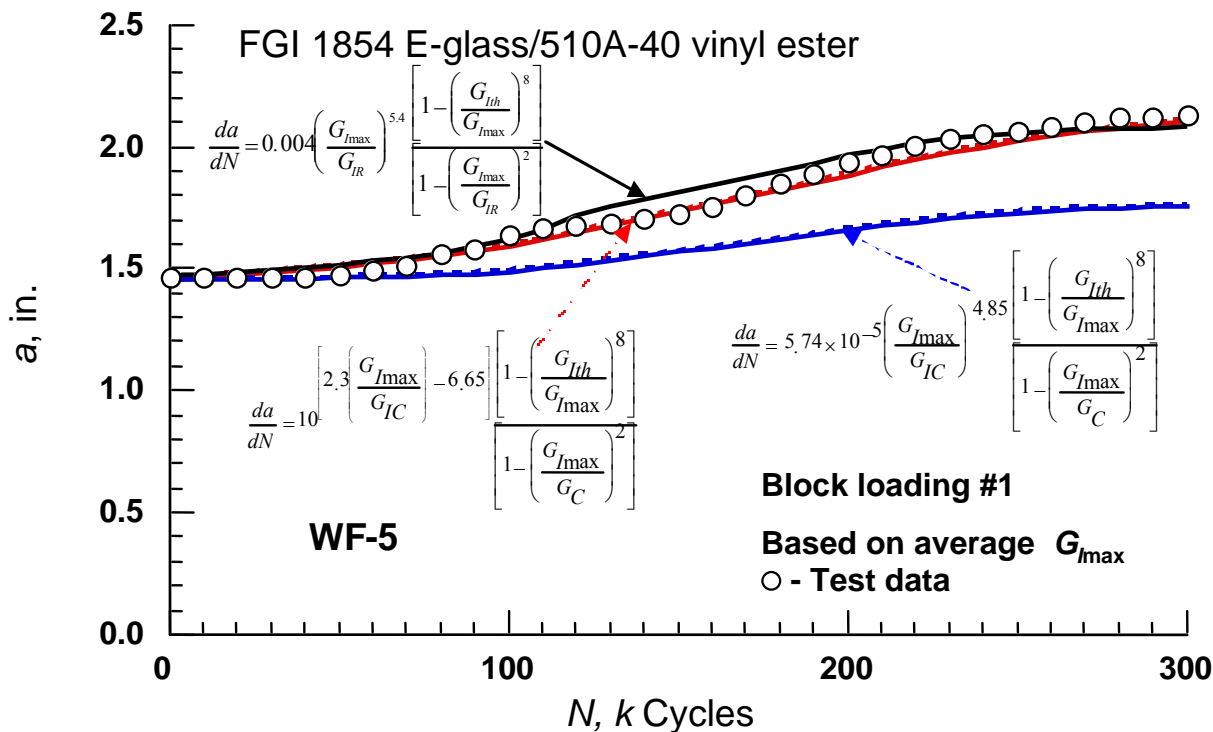 2.5
FGI 1854 E-glass/510A-40 vinyl ester
da/dN = 0.004 (G_Imax/G_IR)^5.4 [1 − (G_Ith/G_Imax)^8] / [1 − (G_Imax/G_IR)^2]
2.0
1.5
a, in.
da/dN = 5.74 × 10^−5 (G_Imax/G_IC)^4.85 [1 − (G_Ith/G_Imax)^8] / [1 − (G_Imax/G_C)^2]
da/dN = 10^[2.3 (G_Imax/G_IC) − 6.65] [1 − (G_Ith/G_Imax)^8] / [1 − (G_Imax/G_C)^2]
1.0
0.5
0.0
WF-5
Block loading #1
Based on average G_Imax
○ - Test data
0 100 200 300
N, k Cycles